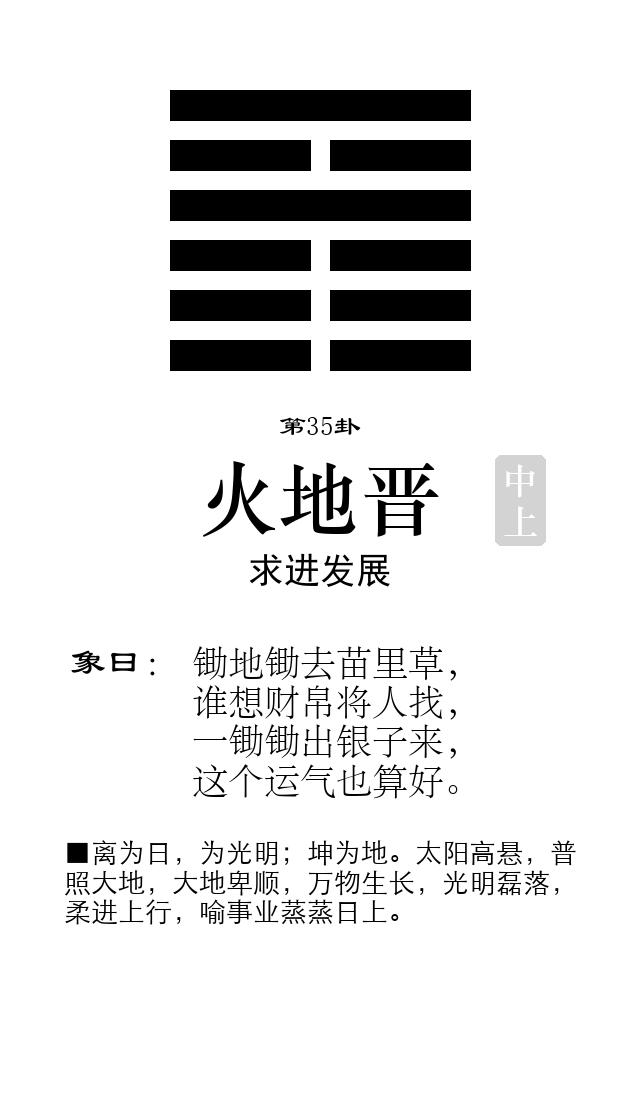 第35卦
火地晋
中上
求进发展
象曰：锄地锄去苗里草，
谁想财帛将人找，
一锄锄出银子来，
这个运气也算好。
■离为日，为光明；坤为地。太阳高悬，普
照大地，大地卑顺，万物生长，光明磊落，
柔进上行，喻事业蒸蒸日上。